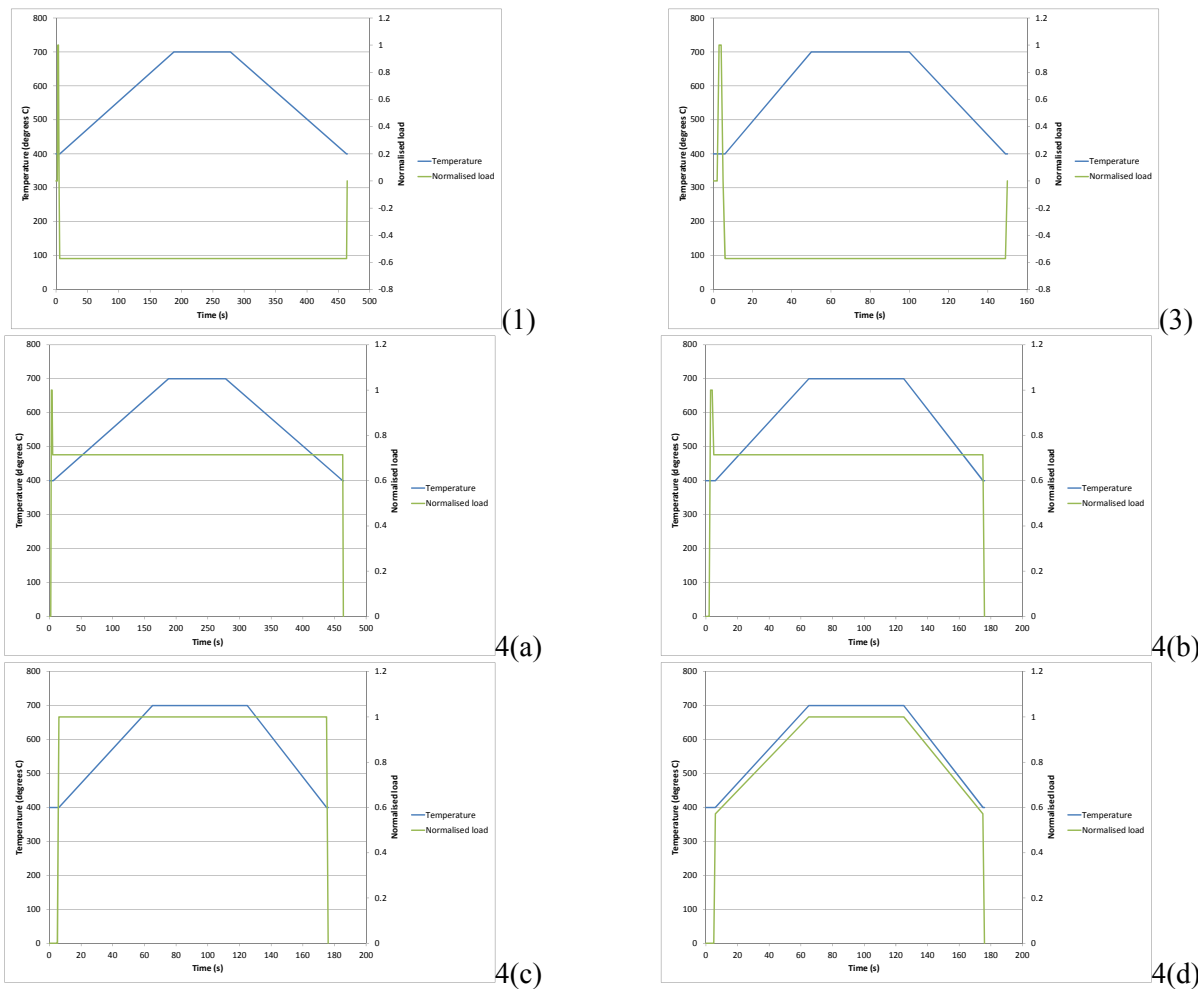 800
700
600
500
400
300
200
100
0
Temperature (degrees C)
1.2
1
0.8
0.6
0.4
0.2
0
-0.2
-0.4
-0.6
-0.8
Normalised load
0 50 100 150 200 250 300 350 400 450 500
Time (s)
Temperature
Normalised load
(1)
800
700
600
500
400
300
200
100
0
Temperature (degrees C)
1.2
1
0.8
0.6
0.4
0.2
0
-0.2
-0.4
-0.6
-0.8
Normalised load
0 20 40 60 80 100 120 140 160
Time (s)
Temperature
Normalised load
(3)
800
700
600
500
400
300
200
100
0
Temperature (degrees C)
1.2
1
0.8
0.6
0.4
0.2
0
Normalised load
0 50 100 150 200 250 300 350 400 450 500
Time (s)
Temperature
Normalised load
4(a)
800
700
600
500
400
300
200
100
0
Temperature (degrees C)
1.2
1
0.8
0.6
0.4
0.2
0
Normalised load
0 20 40 60 80 100 120 140 160 180 200
Time (s)
Temperature
Normalised load
4(b)
800
700
600
500
400
300
200
100
0
Temperature (degrees C)
1.2
1
0.8
0.6
0.4
0.2
0
Normalised load
0 20 40 60 80 100 120 140 160 180 200
Time (s)
Temperature
Normalised load
4(c)
800
700
600
500
400
300
200
100
0
Temperature (degrees C)
1.2
1
0.8
0.6
0.4
0.2
0
Normalised load
0 20 40 60 80 100 120 140 160 180 200
Time (s)
Temperature
Normalised load
4(d)